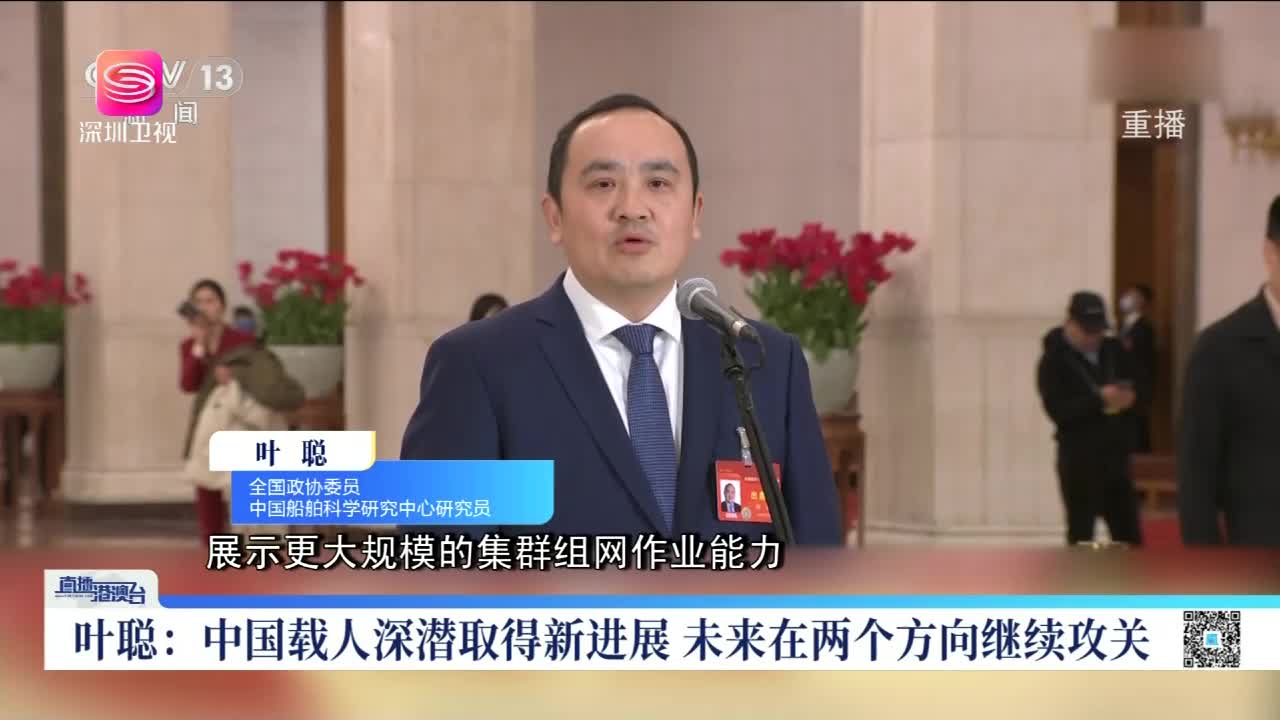 13
深圳卫视
闻
重播
叶 聪
全国政协委员
中国船舶科学研究中心研究员
展示更大规模的集群组网作业能力
直播港澳台
叶聪：中国载人深潜取得新进展 未来在两个方向继续攻关